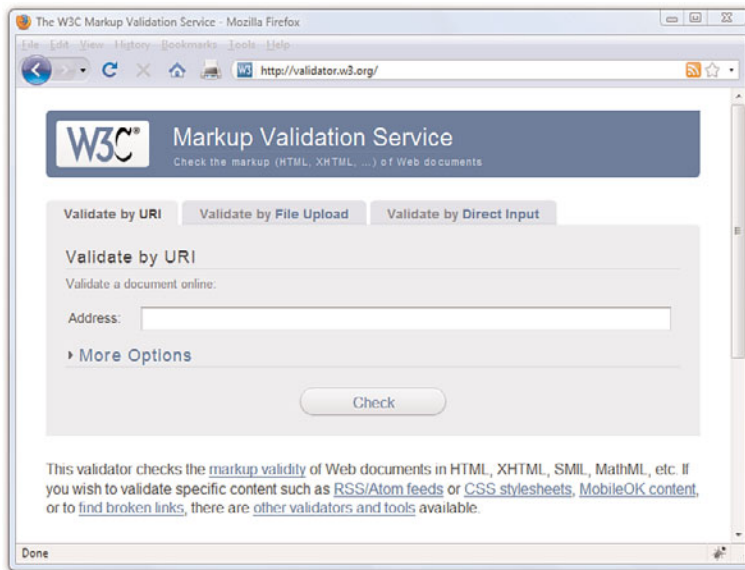 The W3C Markup Validation Service - Mozilla Firefox
File Edit View History Bookmarks Tools Help
W3 http://validator.w3.org/
W3C® Markup Validation Service
Check the markup (HTML, XHTML, ...) of Web documents
Validate by URI Validate by File Upload Validate by Direct Input
Validate by URI
Validate a document online:
Address:
More Options
Check
This validator checks the markup validity of Web documents in HTML, XHTML, SMIL, MathML, etc. If
you wish to validate specific content such as RSS/Atom feeds or CSS stylesheets, MobileOK content,
or to find broken links, there are other validators and tools available.
Done